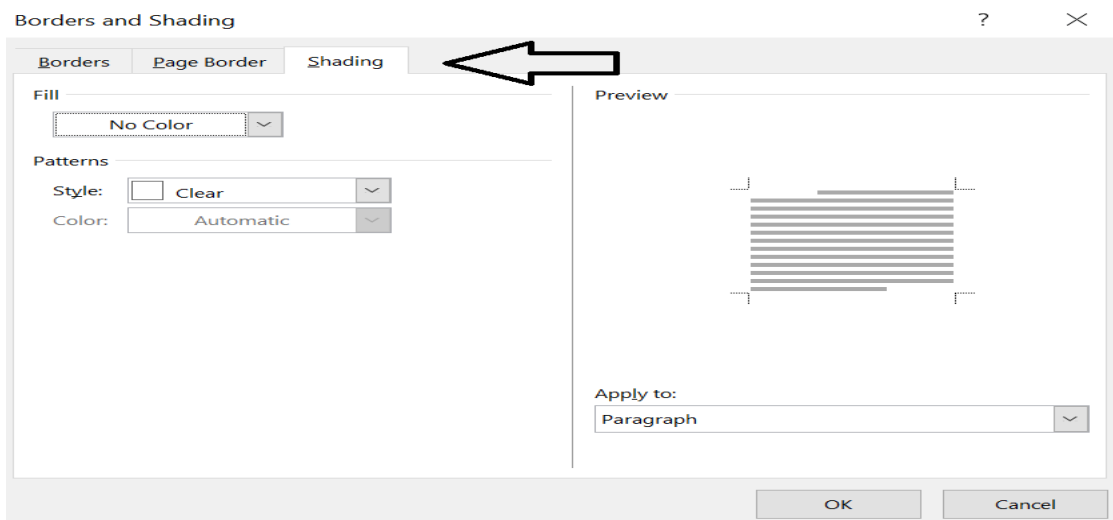 Borders and Shading
Borders Page Border Shading
Fill
No Color
Patterns
Style: Clear
Color: Automatic
Preview
Apply to:
Paragraph
OK Cancel